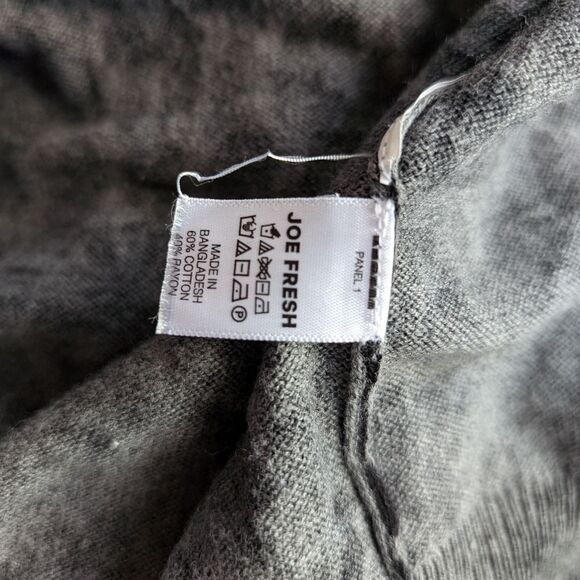 PANEL 1
JOE FRESH
MADE IN
BANGLADESH
60% COTTON
40% RAYON
P